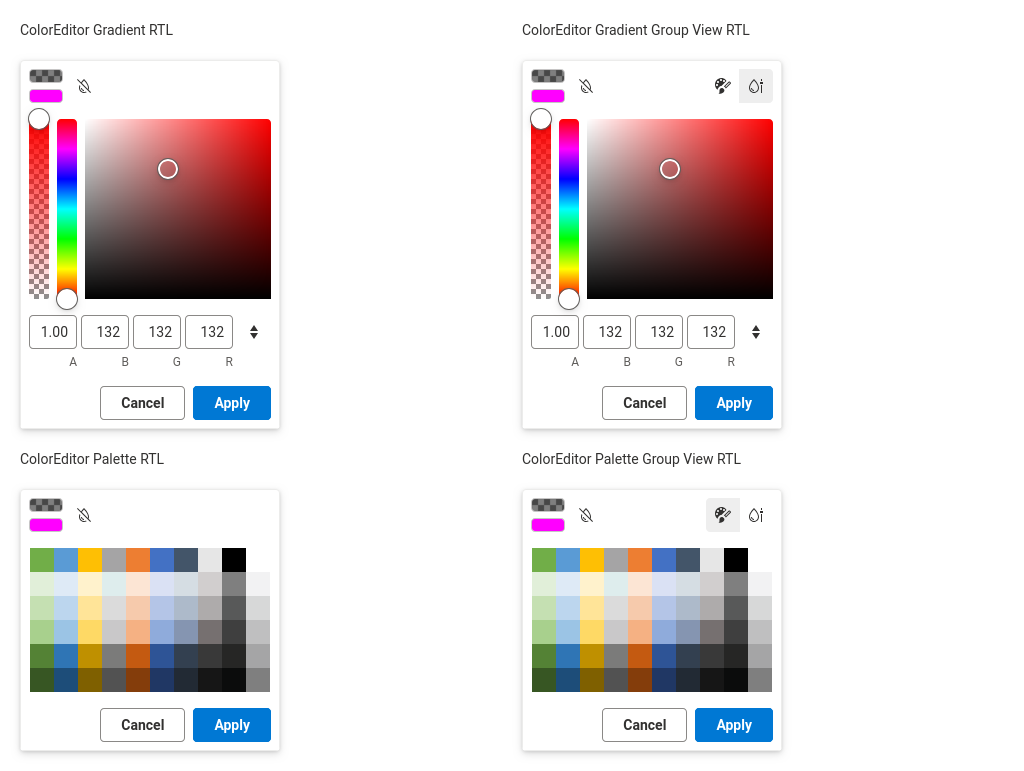 ColorEditor Gradient RTL
ColorEditor Gradient Group View RTL
1.00 132 132 132
A B G R
Cancel Apply
1.00 132 132 132
A B G R
Cancel Apply
ColorEditor Palette RTL
ColorEditor Palette Group View RTL
Cancel Apply
Cancel Apply